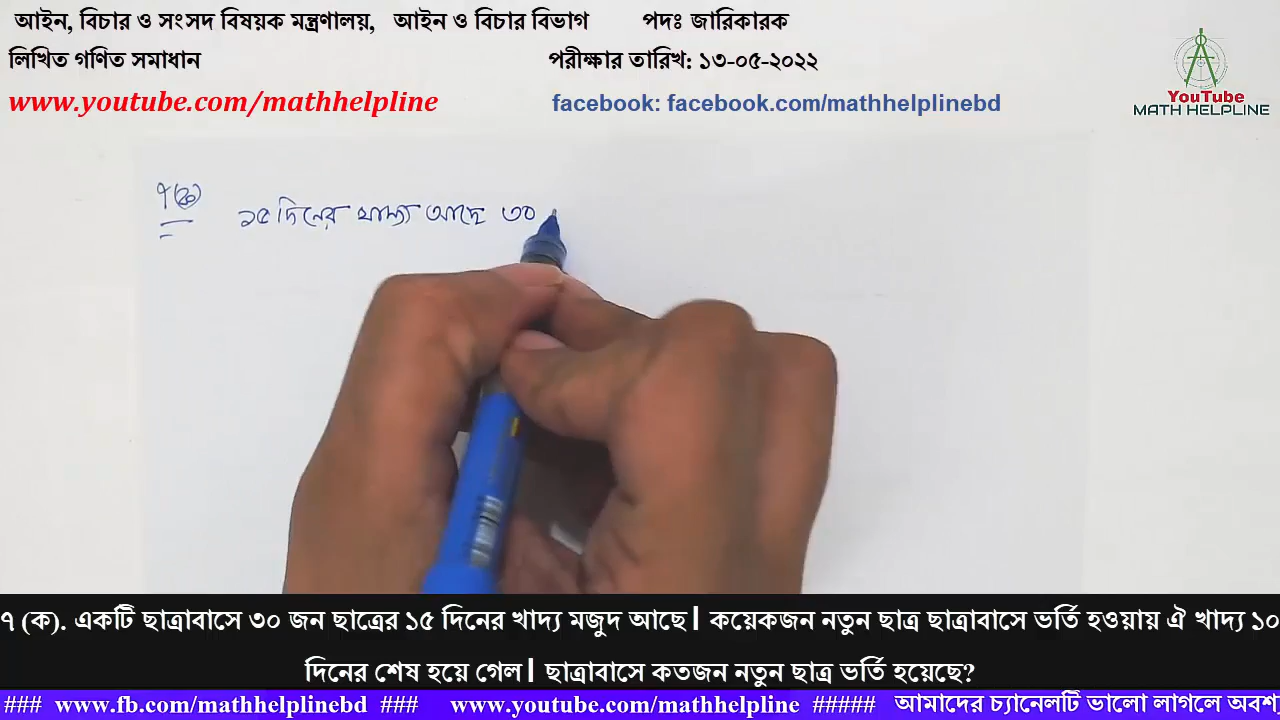 আইন, বিচার ও সংসদ বিষয়ক মন্ত্রণালয়, আইন ও বিচার বিভাগ পদঃ জারিকারক
লিখিত গণিত সমাধান পরীক্ষার তারিখ: ১৩-০৫-২০২২
www.youtube.com/mathhelpline facebook: facebook.com/mathhelplinebd
YouTube
MATH HELPLINE
৭(ক) ১৫ দিনের খাদ্য আছে ৩০
৭ (ক). একটি ছাত্রাবাসে ৩০ জন ছাত্রের ১৫ দিনের খাদ্য মজুদ আছে| কয়েকজন নতুন ছাত্র ছাত্রাবাসে ভর্তি হওয়ায় ঐ খাদ্য ১০
দিনের শেষ হয়ে গেল| ছাত্রাবাসে কতজন নতুন ছাত্র ভর্তি হয়েছে?
### www.fb.com/mathhelplinebd ### www.youtube.com/mathhelpline ##### আমাদের চ্যানেলটি ভালো লাগলে অবশ